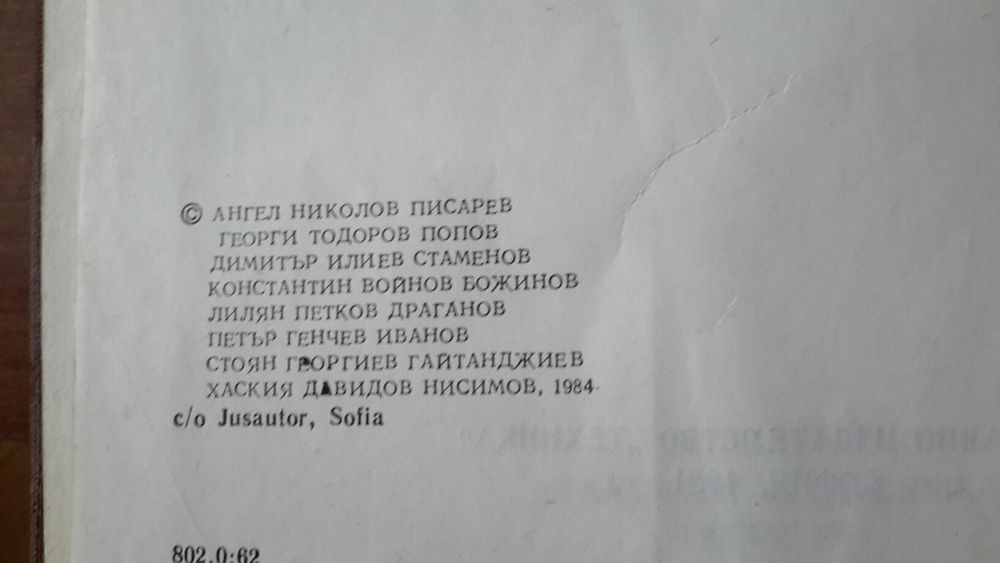 © АНГЕЛ НИКОЛОВ ПИСАРЕВ
ГЕОРГИ ТОДОРОВ ПОПОВ
ДИМИТЪР ИЛИЕВ СТАМЕНОВ
КОНСТАНТИН ВОЙНОВ БОЖИНОВ
ЛИЛЯН ПЕТКОВ ДРАГАНОВ
ПЕТЪР ГЕНЧЕВ ИВАНОВ
СТОЯН ГЕОРГИЕВ ГАЙТАНДЖИЕВ
ХАСКИЯ ДАВИДОВ НИСИМОВ, 1984
c/o Jusautor, Sofia
802.0:62